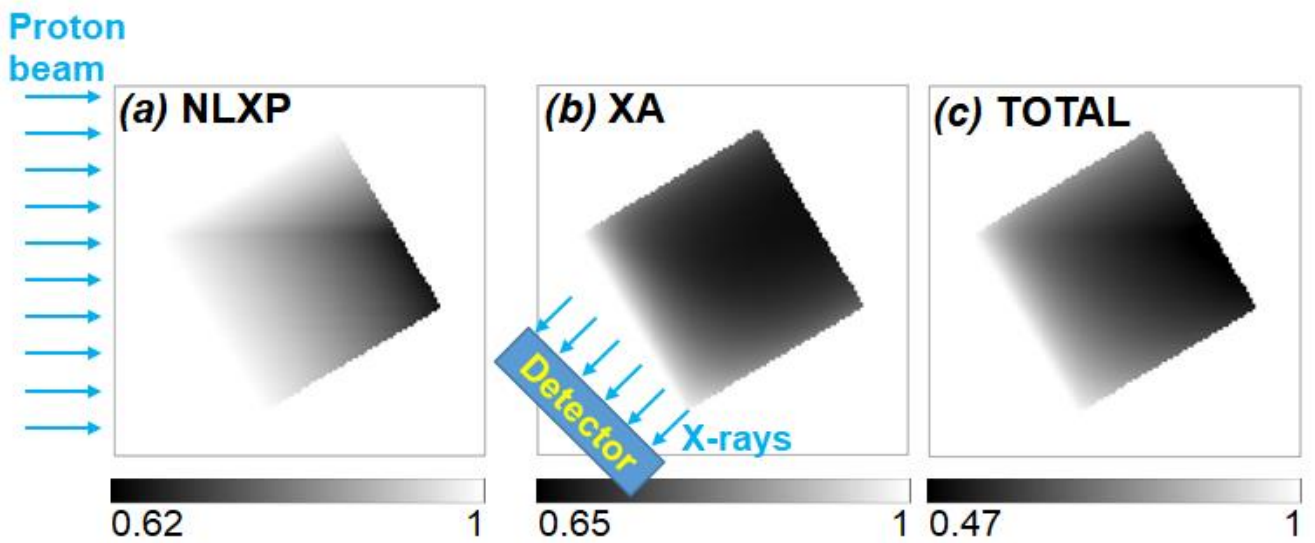 Proton
beam
(a) NLXP
(b) XA
(c) TOTAL
Detector
X-rays
0.62 1
0.65 1
0.47 1